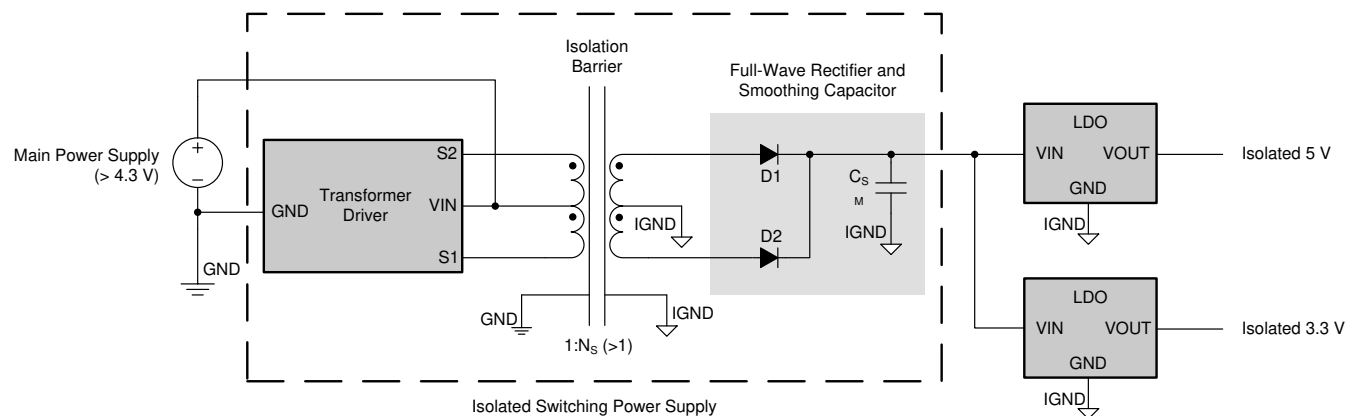 Isolation
Barrier
Full-Wave Rectifier and
Smoothing Capacitor
Main Power Supply
(> 4.3 V)
+
−
GND
Transformer
Driver
GND
S2
VIN
S1
GND
IGND
IGND
1:NS (>1)
D1
D2
CS
M
IGND
LDO
VIN
VOUT
GND
IGND
Isolated 5 V
LDO
VIN
VOUT
GND
IGND
Isolated 3.3 V
Isolated Switching Power Supply